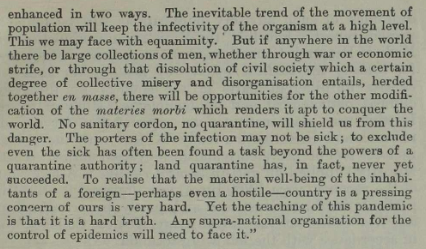 enhanced in two ways. The inevitable trend of the movement of
population will keep the infectivity of the organism at a high level.
This we may face with equanimity. But if anywhere in the world
there be large collections of men, whether through war or economic
strife, or through that dissolution of civil society which a certain
degree of collective misery and disorganisation entails, herded
together en masse, there will be opportunities for the other modifi-
cation of the materies morbi which renders it apt to conquer the
world. No sanitary cordon, no quarantine, will shield us from this
danger. The porters of the infection may not be sick; to exclude
even the sick has often been found a task beyond the powers of a
quarantine authority; land quarantine has, in fact, never yet
succeeded. To realise that the material well-being of the inhabi-
tants of a foreign—perhaps even a hostile—country is a pressing
concern of ours is very hard. Yet the teaching of this pandemic
is that it is a hard truth. Any supra-national organisation for the
control of epidemics will need to face it."